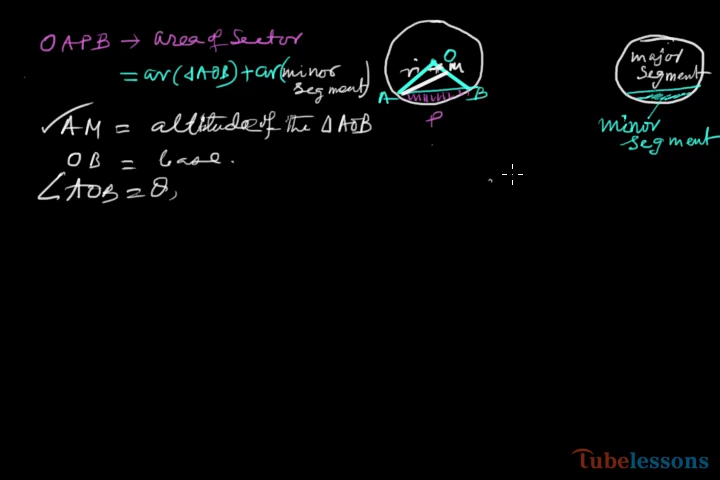 OAPB → area of Sector
= ar(ΔAOB) + ar(minor segment)
AM = altitude of the ΔAOB
OB = base.
∠AOB = θ,
O
r
M
A
B
P
major segment
minor segment
Tubelessons